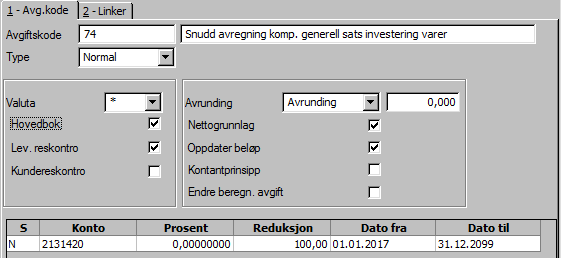 1 - Avg.kode 2 - Linker
Avgiftskode 74 Snudd avregning komp. generell sats investering varer
Type Normal
Valuta * Avrunding Avrunding 0,000
Hovedbok Nettogrunnlag
Lev. reskontro Oppdater beløp
Kundereskontro Kontantprinsipp
Endre beregn. avgift
S Konto Prosent Reduksjon Dato fra Dato til
N 2131420 0,00000000 100,00 01.01.2017 31.12.2099